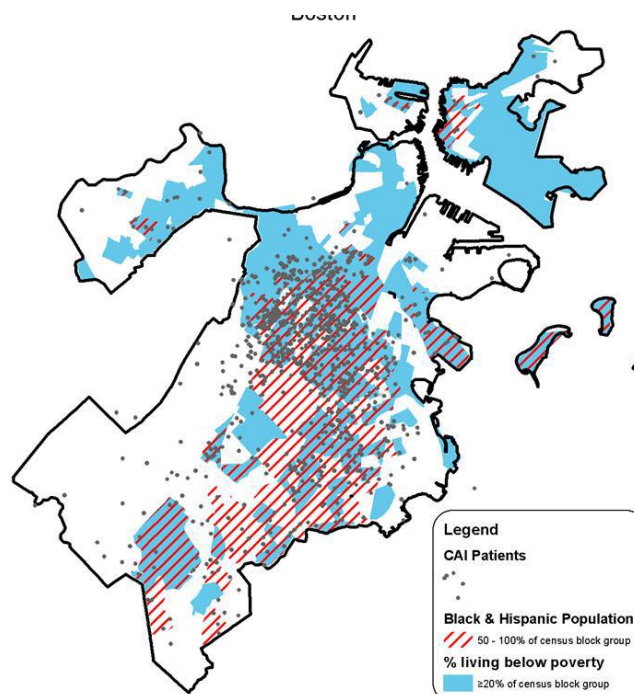 Boston
Legend
CAI Patients
Black & Hispanic Population
50 - 100% of census block group
% living below poverty
≥20% of census block group